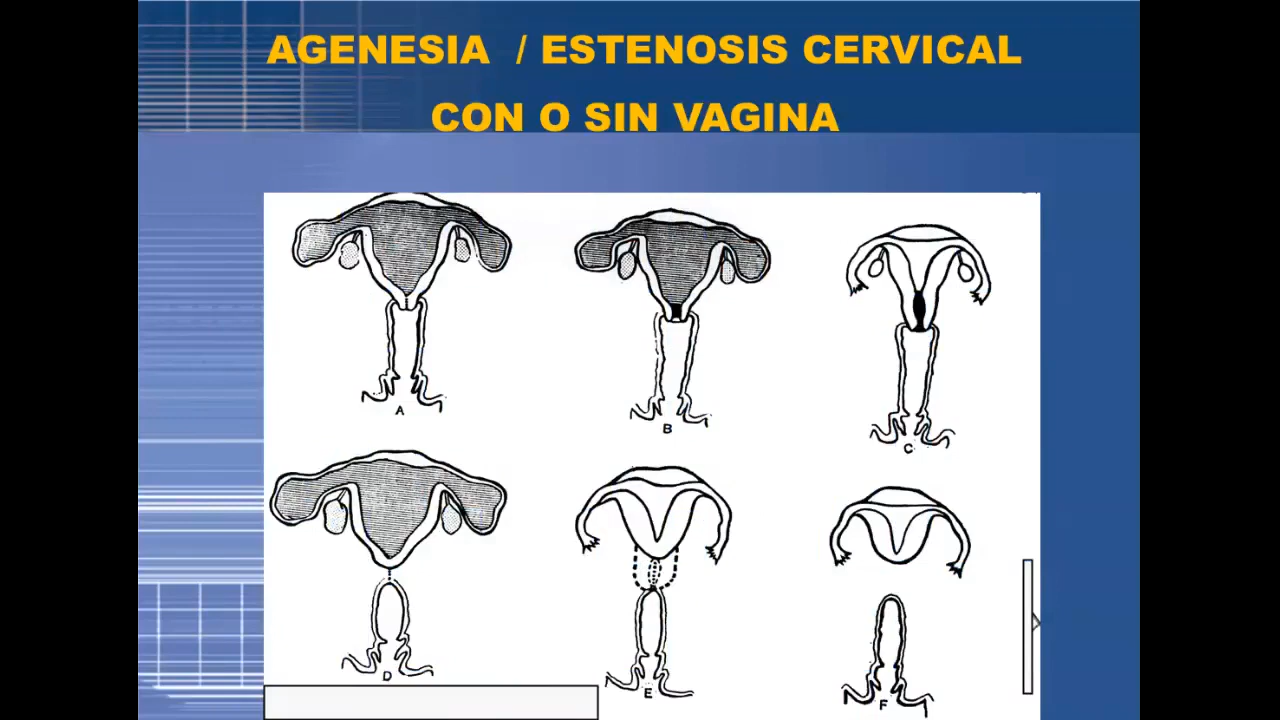 AGENESIA / ESTENOSIS CERVICAL
CON O SIN VAGINA
A
B
C
D
E
F